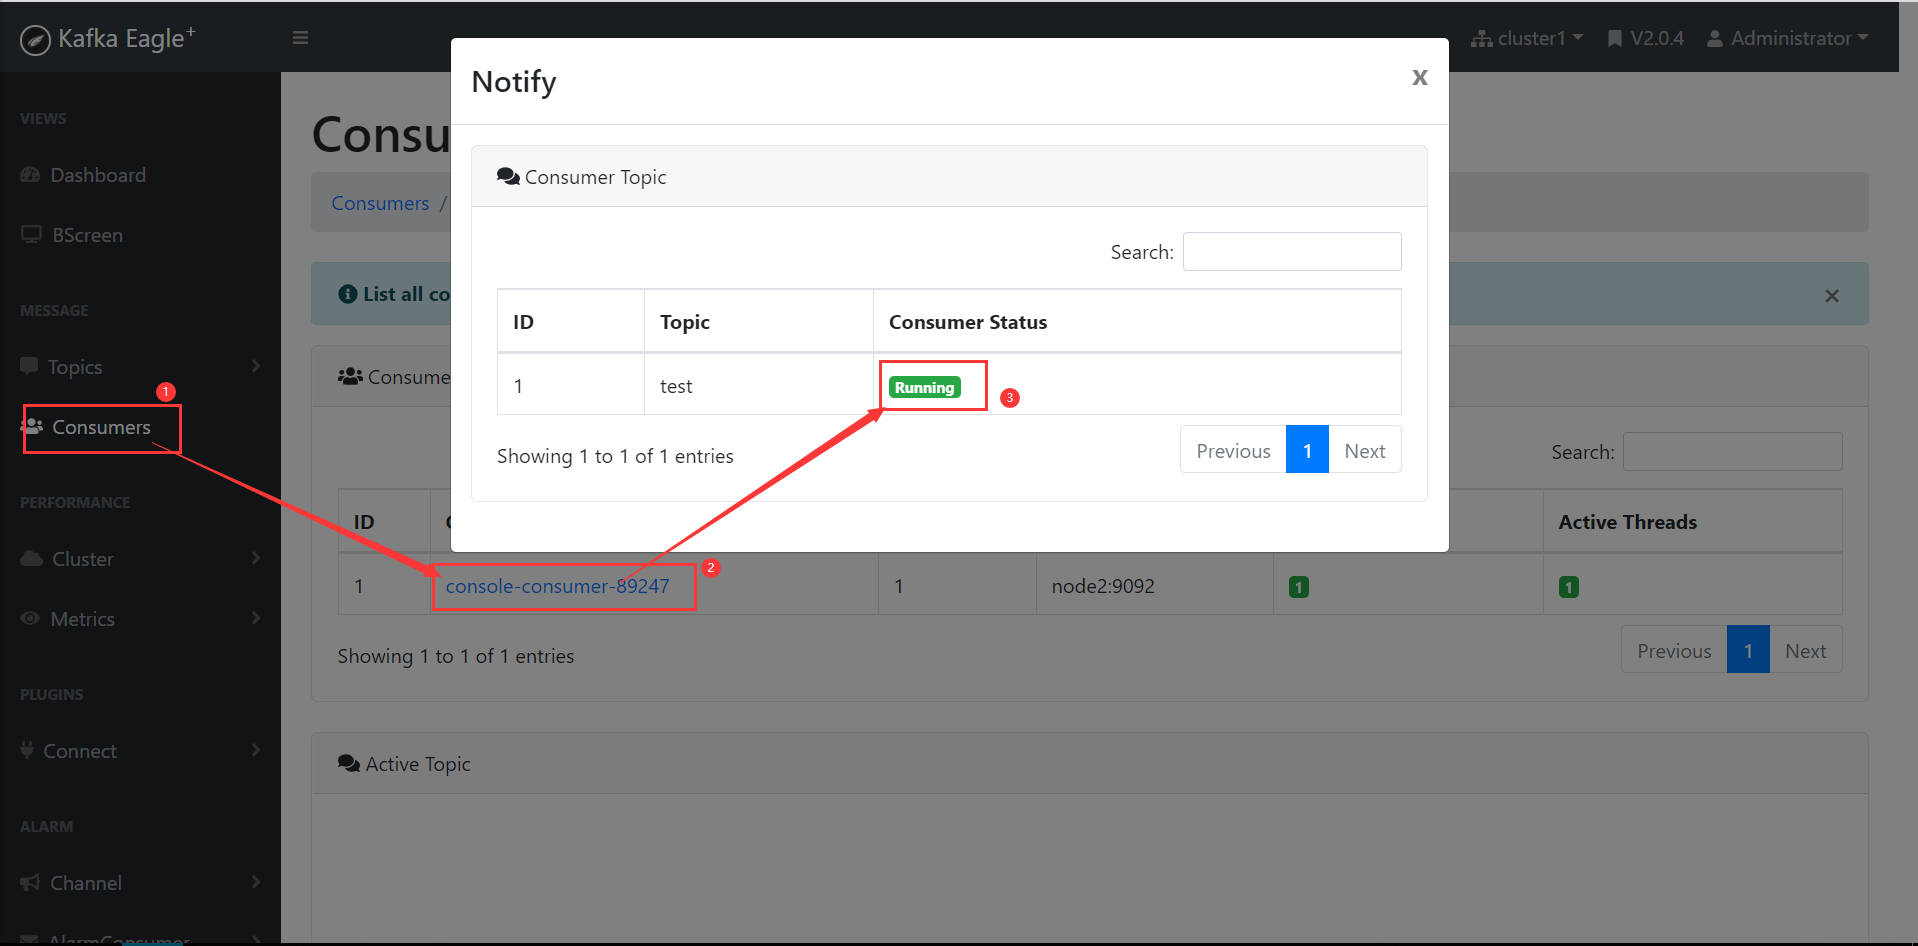 Kafka Eagle+
cluster1
V2.0.4
Administrator
VIEWS
Dashboard
BScreen
MESSAGE
Topics
1
Consumers
PERFORMANCE
Cluster
Metrics
PLUGINS
Connect
ALARM
Channel
AlarmConsumer
Consu
Consumers /
List all co
×
Consume
Search:
ID
Active Threads
1
console-consumer-89247
2
1
node2:9092
1
1
Showing 1 to 1 of 1 entries
Previous 1 Next
Active Topic
Notify
x
Consumer Topic
Search:
ID Topic Consumer Status
1 test Running
3
Showing 1 to 1 of 1 entries
Previous 1 Next